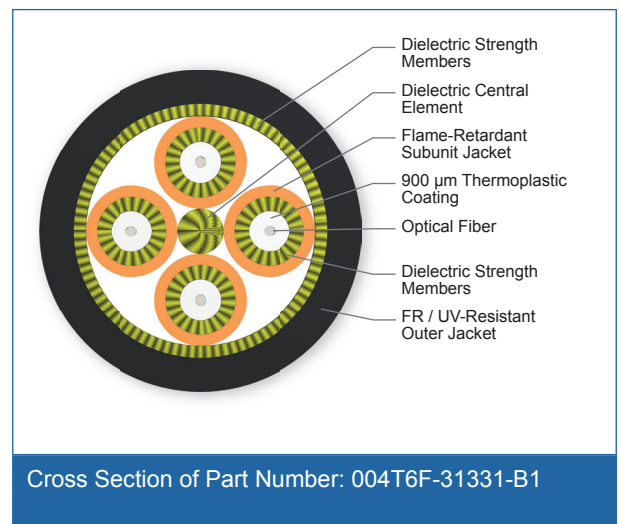 Dielectric Strength
Members
Dielectric Central
Element
Flame-Retardant
Subunit Jacket
900 μm Thermoplastic
Coating
Optical Fiber
Dielectric Strength
Members
FR / UV-Resistant
Outer Jacket
Cross Section of Part Number: 004T6F-31331-B1